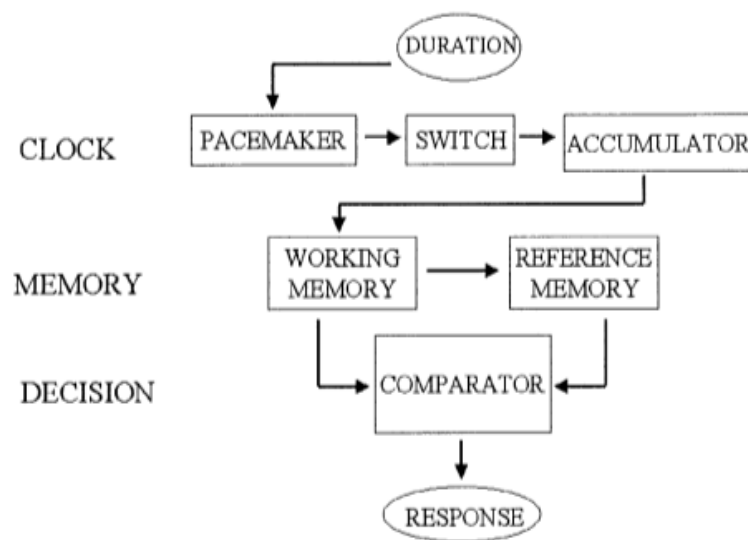 DURATION
CLOCK
PACEMAKER
SWITCH
ACCUMULATOR
MEMORY
WORKING
MEMORY
REFERENCE
MEMORY
DECISION
COMPARATOR
RESPONSE